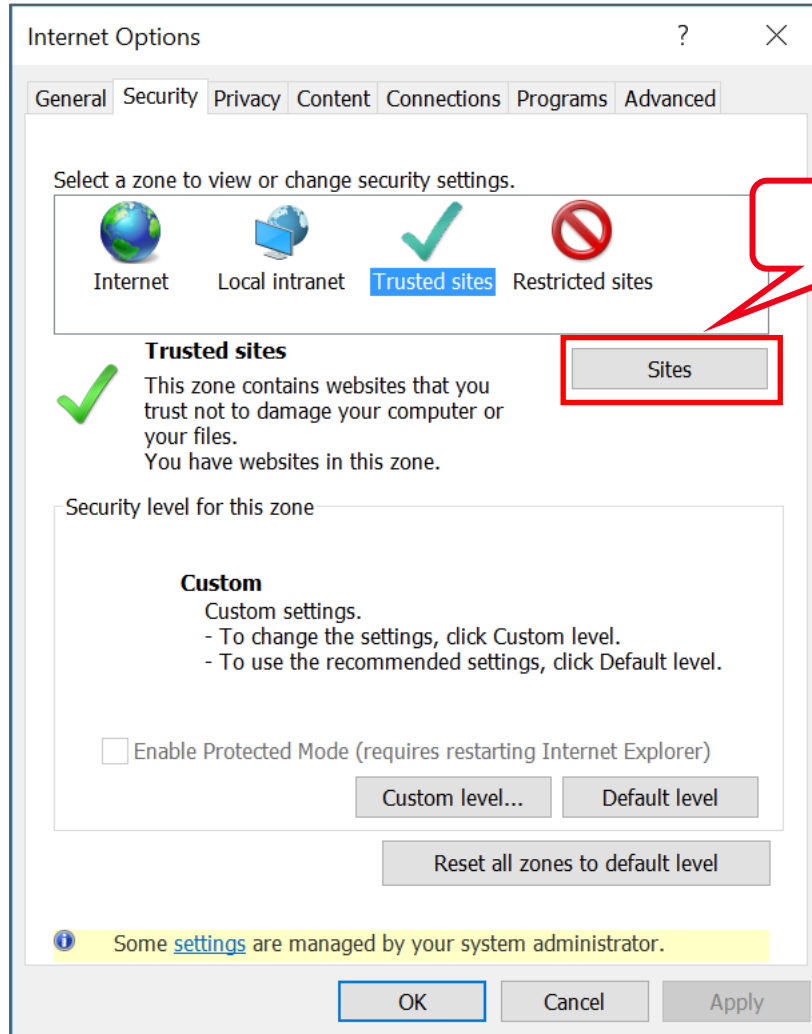 Internet Options ?
General Security Privacy Content Connections Programs Advanced
Select a zone to view or change security settings.
Internet Local intranet Trusted sites Restricted sites
Trusted sites
Sites
This zone contains websites that you
trust not to damage your computer or
your files.
You have websites in this zone.
Security level for this zone
Custom
Custom settings.
- To change the settings, click Custom level.
- To use the recommended settings, click Default level.
Enable Protected Mode (requires restarting Internet Explorer)
Custom level... Default level
Reset all zones to default level
Some settings are managed by your system administrator.
OK Cancel Apply